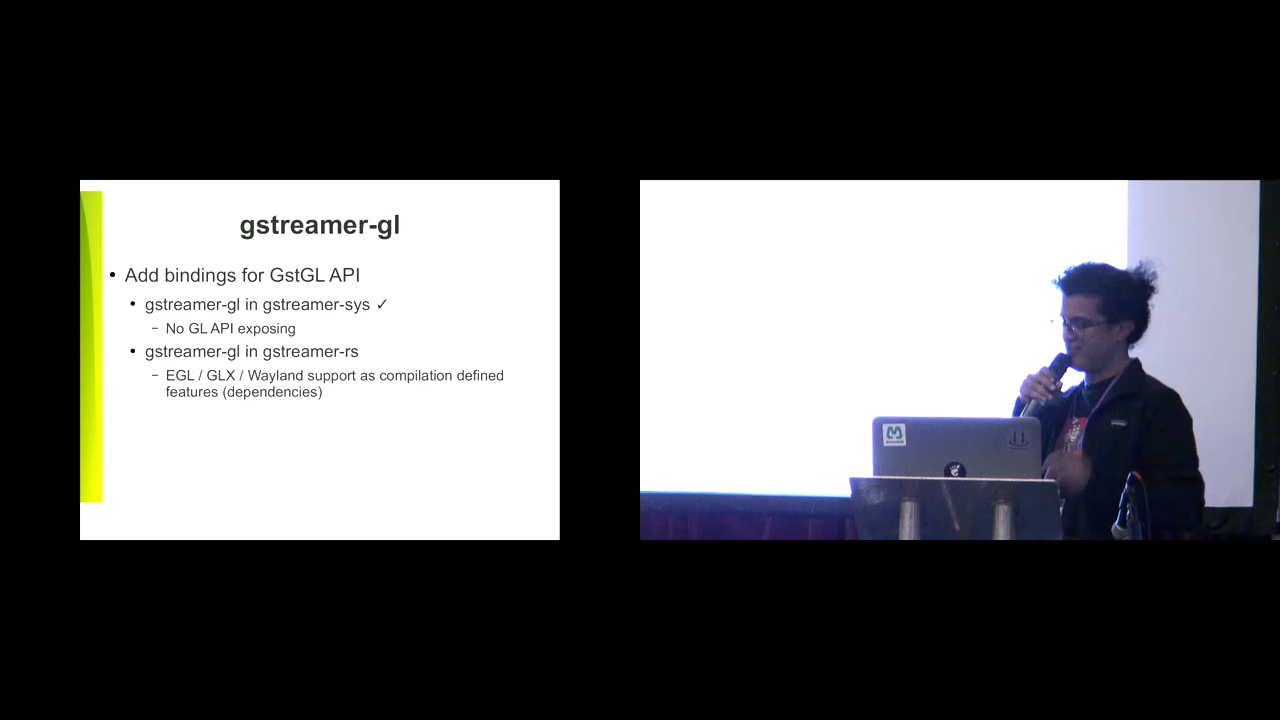 gstreamer-gl
• Add bindings for GstGL API
• gstreamer-gl in gstreamer-sys ✓
– No GL API exposing
• gstreamer-gl in gstreamer-rs
– EGL / GLX / Wayland support as compilation defined
features (dependencies)